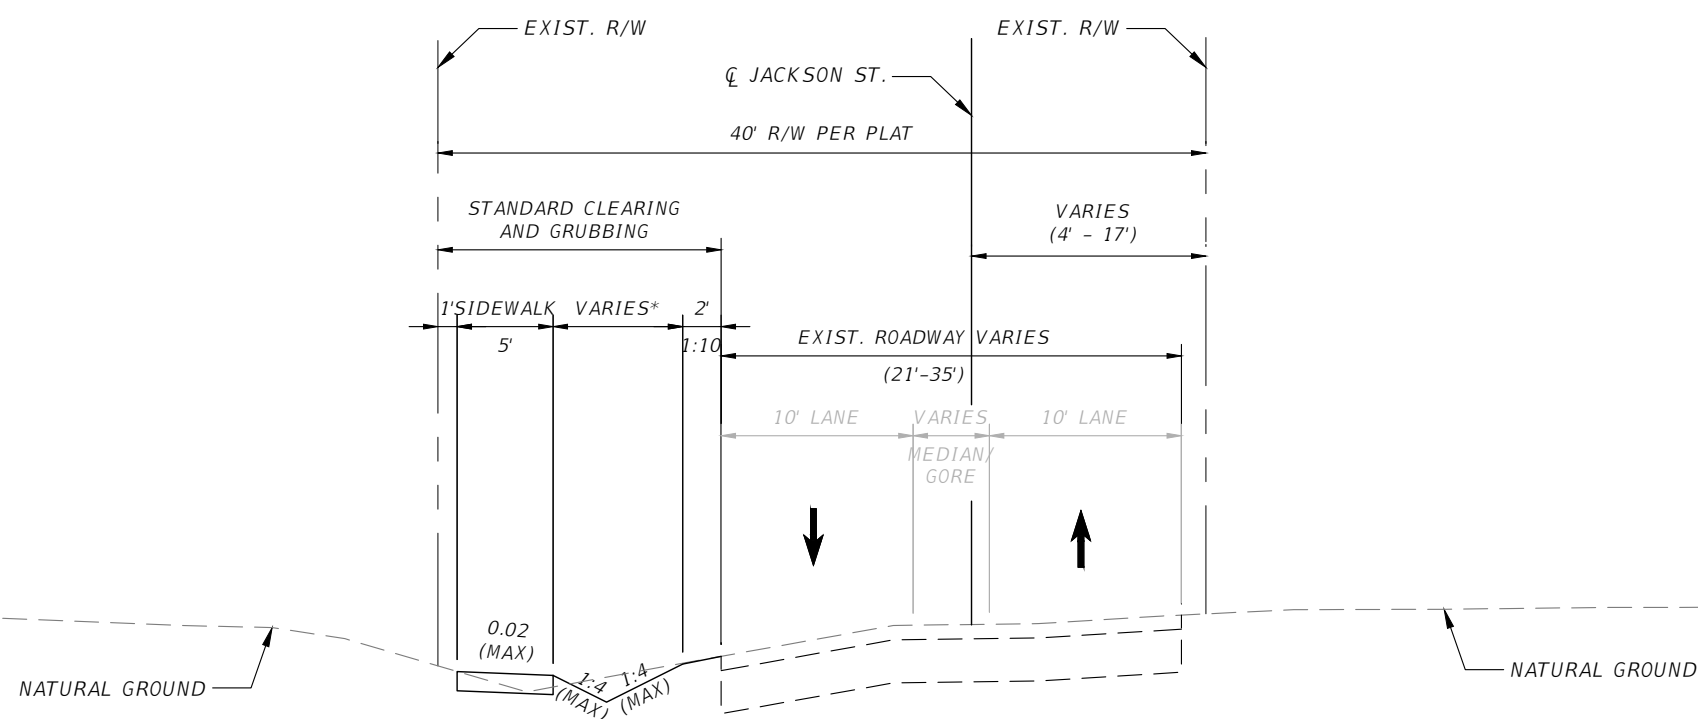 EXIST. R/W
EXIST. R/W
℄ JACKSON ST.
40' R/W PER PLAT
STANDARD CLEARING
AND GRUBBING
VARIES
(4' - 17')
1' SIDEWALK VARIES* 2'
5' 1:10
EXIST. ROADWAY VARIES
(21'-35')
10' LANE VARIES 10' LANE
MEDIAN/
GORE
0.02
(MAX)
1:4
(MAX)
1:4
(MAX)
NATURAL GROUND
NATURAL GROUND